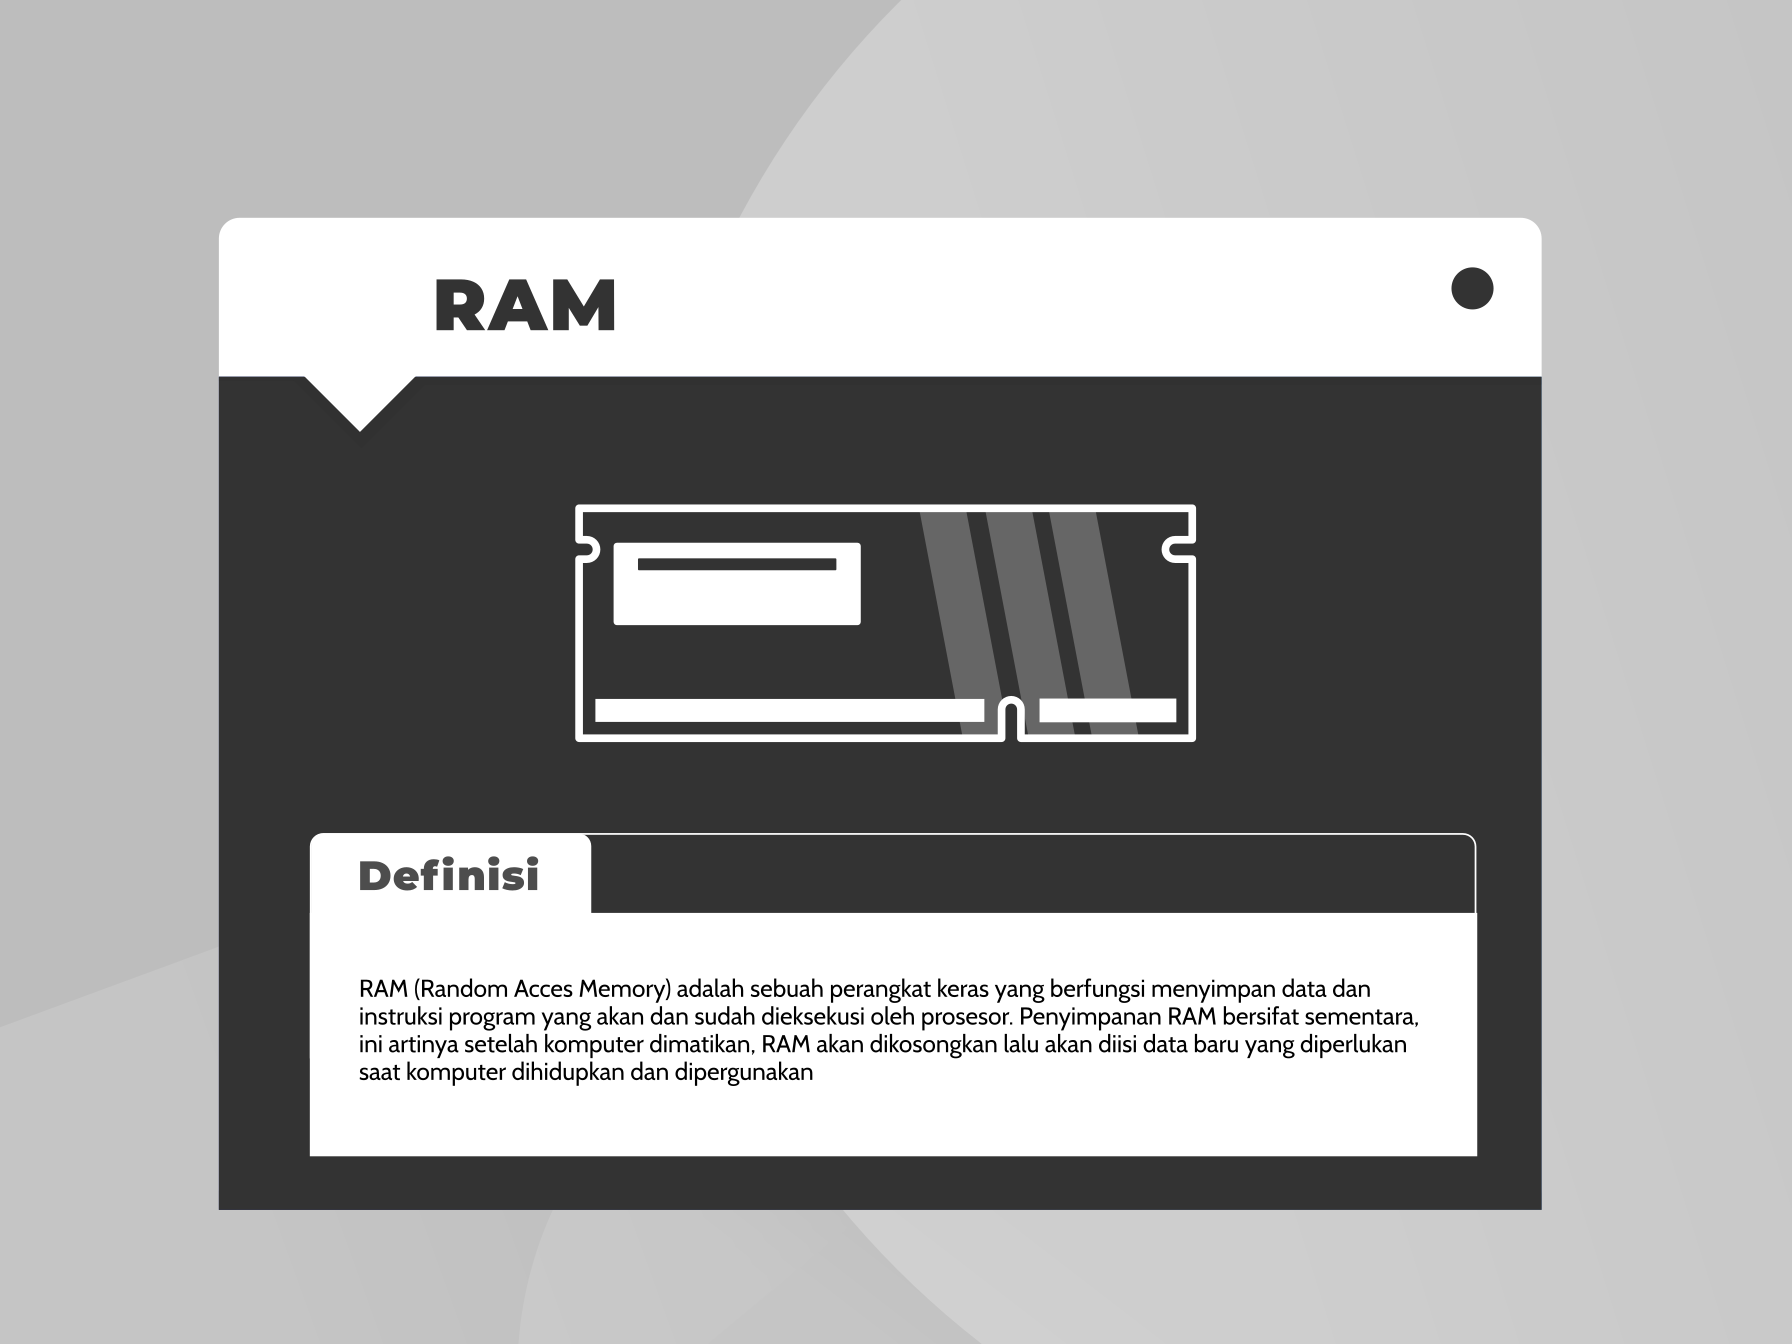 RAM
Definisi
RAM (Random Acces Memory) adalah sebuah perangkat keras yang berfungsi menyimpan data dan
instruksi program yang akan dan sudah dieksekusi oleh prosesor. Penyimpanan RAM bersifat sementara,
ini artinya setelah komputer dimatikan, RAM akan dikosongkan lalu akan diisi data baru yang diperlukan
saat komputer dihidupkan dan dipergunakan